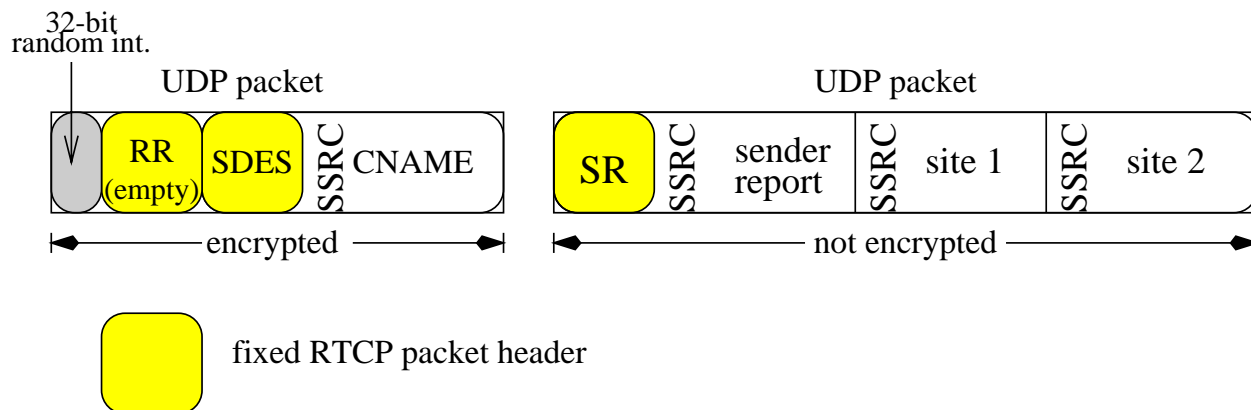 32-bit
random int.
UDP packet
UDP packet
RR
(empty)
SDES
SSRC
CNAME
SR
SSRC
sender
report
SSRC
site 1
SSRC
site 2
encrypted
not encrypted
fixed RTCP packet header